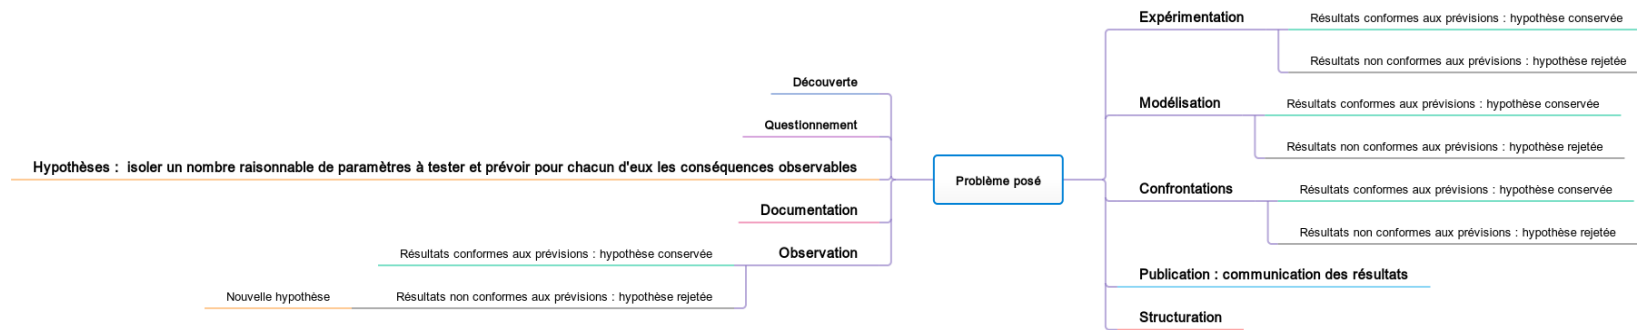 Découverte
Questionnement
Hypothèses :  isoler un nombre raisonnable de paramètres à tester et prévoir pour chacun d'eux les conséquences observables
Documentation
Observation
Résultats conformes aux prévisions : hypothèse conservée
Résultats non conformes aux prévisions : hypothèse rejetée
Nouvelle hypothèse
Problème posé
Expérimentation
Résultats conformes aux prévisions : hypothèse conservée
Résultats non conformes aux prévisions : hypothèse rejetée
Modélisation
Résultats conformes aux prévisions : hypothèse conservée
Résultats non conformes aux prévisions : hypothèse rejetée
Confrontations
Résultats conformes aux prévisions : hypothèse conservée
Résultats non conformes aux prévisions : hypothèse rejetée
Publication : communication des résultats
Structuration